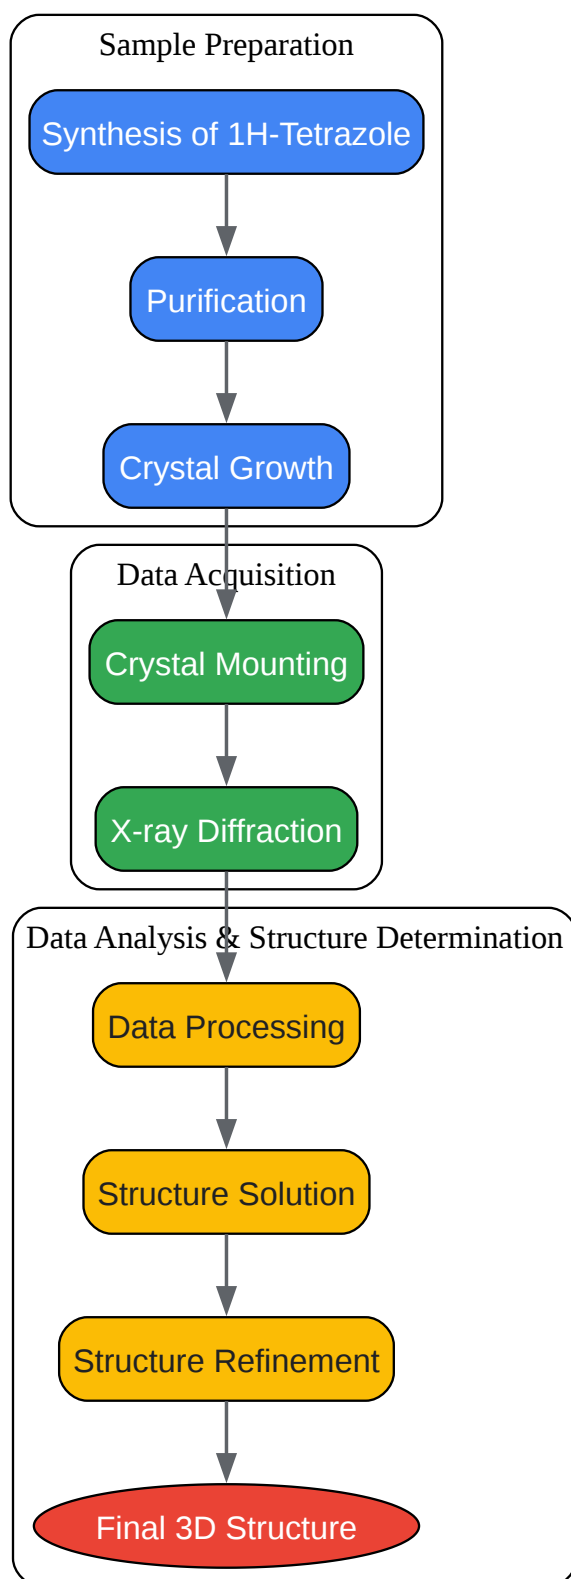 Sample Preparation
Synthesis of 1H-Tetrazole
Purification
Crystal Growth
Data Acquisition
Crystal Mounting
X-ray Diffraction
Data Analysis & Structure Determination
Data Processing
Structure Solution
Structure Refinement
Final 3D Structure